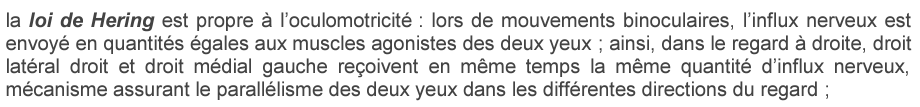 la loi de Hering est propre à l'oculomotricité : lors de mouvements binoculaires, l'influx nerveux est
envoyé en quantités égales aux muscles agonistes des deux yeux ; ainsi, dans le regard à droite, droit
latéral droit et droit médial gauche reçoivent en même temps la même quantité d'influx nerveux,
mécanisme assurant le parallélisme des deux yeux dans les différentes directions du regard ;